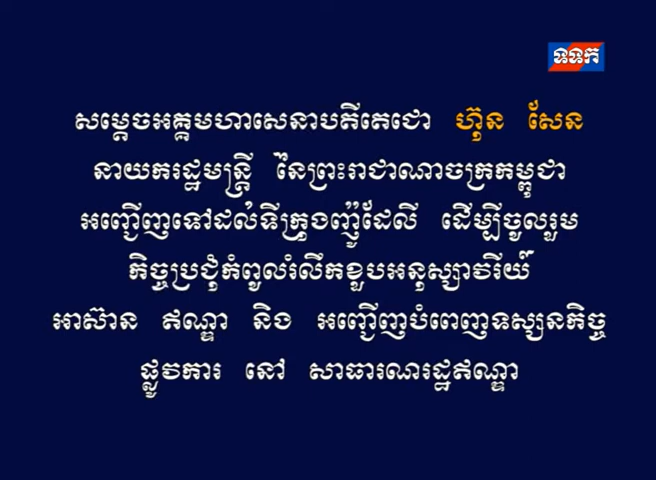 ទទក
សម្តេចអគ្គមហាសេនាបតីតេជោ ហ៊ុន សែន
នាយករដ្ឋមន្ត្រី នៃព្រះរាជាណាចក្រកម្ពុជា
អញ្ជើញទៅដល់ទីក្រុងញ៉ូដែលី ដើម្បីចូលរួម
កិច្ចប្រជុំកំពូលរំលឹកខួបអនុស្សាវរីយ៍
អាស៊ាន ឥណ្ឌា និង អញ្ជើញបំពេញទស្សនកិច្ច
ផ្លូវការ នៅ សាធារណរដ្ឋឥណ្ឌា